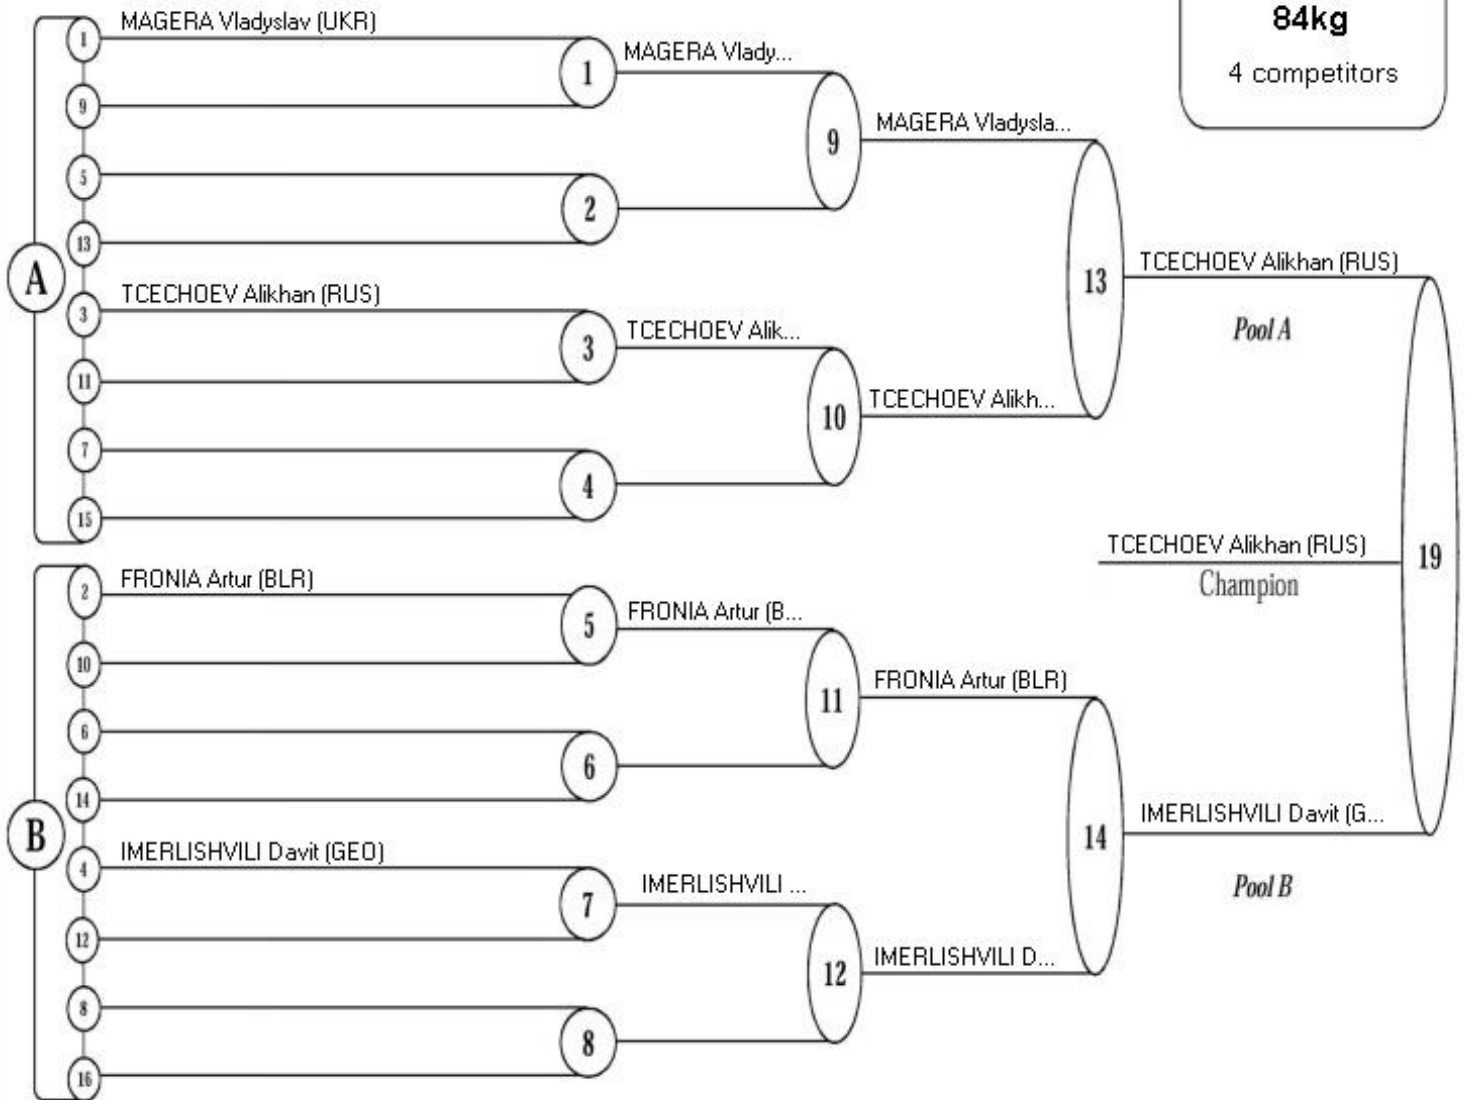 84kg
4 competitors
A
1
MAGERA Vladyslav (UKR)
9
5
13
3
TCECHOEV Alikhan (RUS)
11
7
15
1
2
3
4
MAGERA Vlady...
TCECHOEV Alik...
9
10
MAGERA Vladysla...
TCECHOEV Alikh...
13
TCECHOEV Alikhan (RUS)
Pool A
B
2
FRONIA Artur (BLR)
10
6
14
4
IMERLISHVILI Davit (GEO)
12
8
16
5
6
7
8
FRONIA Artur (B...
IMERLISHVILI ...
11
12
FRONIA Artur (BLR)
IMERLISHVILI D...
14
IMERLISHVILI Davit (G...
Pool B
19
TCECHOEV Alikhan (RUS)
Champion